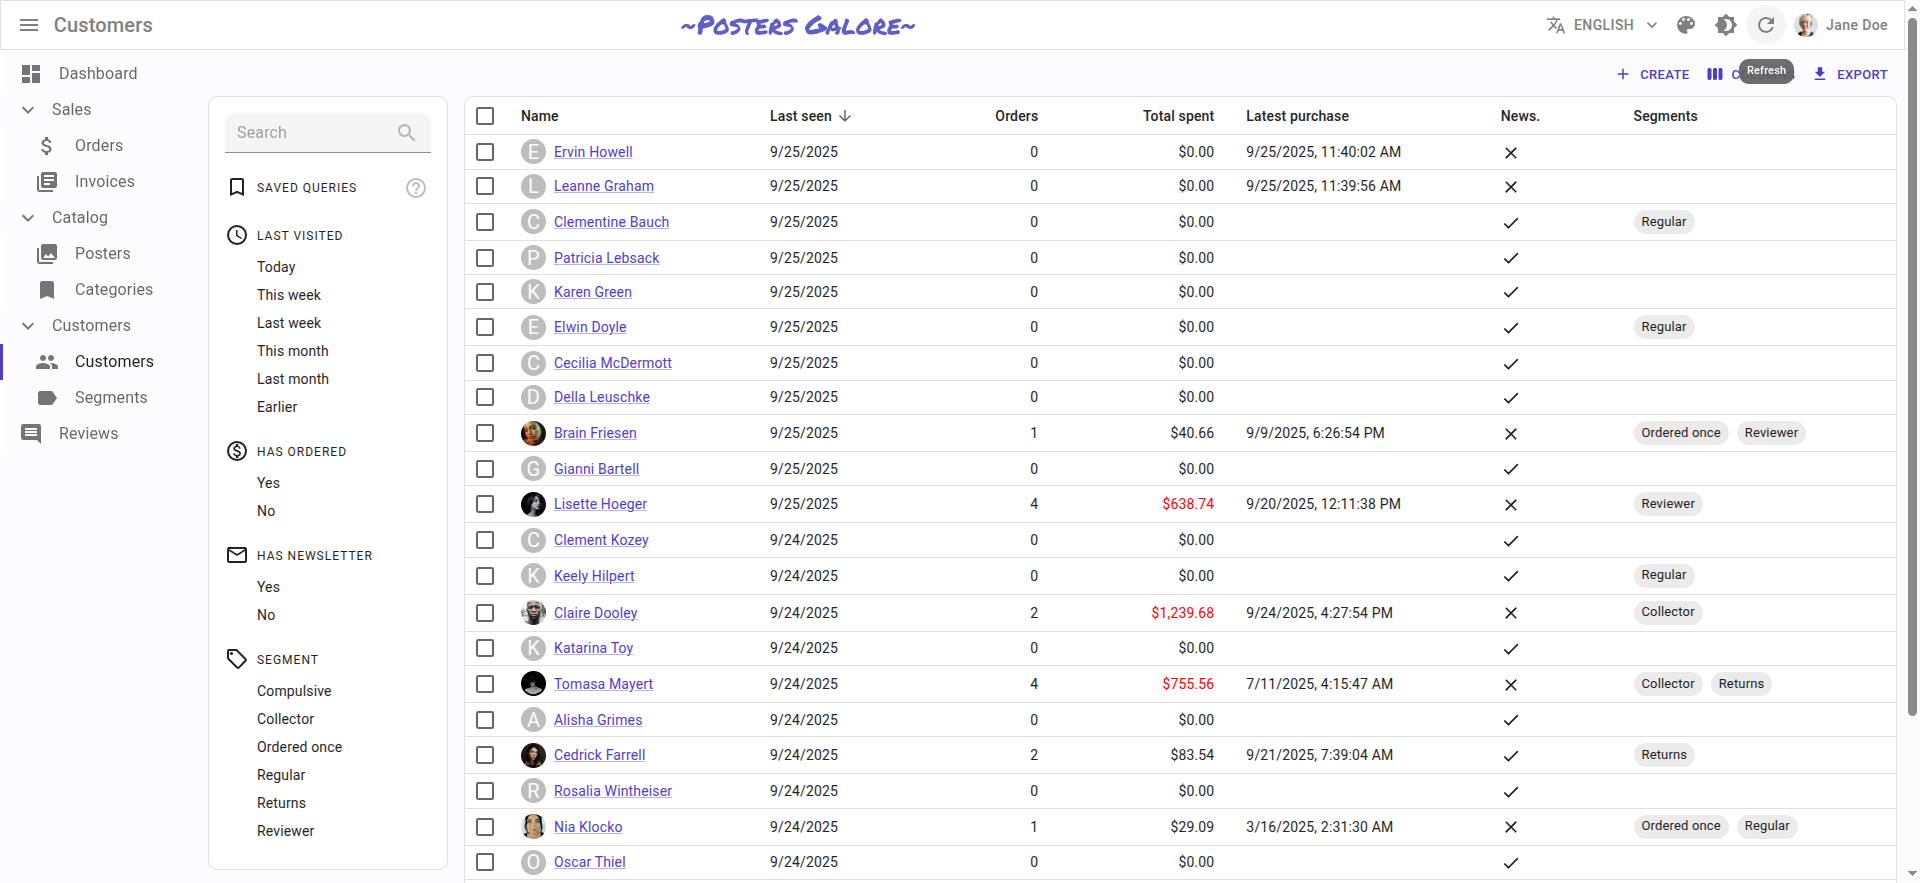 Customers
~Posters Galore~
ENGLISH
Jane Doe
Dashboard
Sales
Orders
Invoices
Catalog
Posters
Categories
Customers
Customers
Segments
Reviews
CREATE
Refresh
EXPORT
Search
SAVED QUERIES
?
LAST VISITED
Today
This week
Last week
This month
Last month
Earlier
HAS ORDERED
Yes
No
HAS NEWSLETTER
Yes
No
SEGMENT
Compulsive
Collector
Ordered once
Regular
Returns
Reviewer
Name Last seen Orders Total spent Latest purchase News. Segments
E Ervin Howell 9/25/2025 0 $0.00 9/25/2025, 11:40:02 AM
L Leanne Graham 9/25/2025 0 $0.00 9/25/2025, 11:39:56 AM
C Clementine Bauch 9/25/2025 0 $0.00 Regular
P Patricia Lebsack 9/25/2025 0 $0.00
K Karen Green 9/25/2025 0 $0.00
E Elwin Doyle 9/25/2025 0 $0.00 Regular
C Cecilia McDermott 9/25/2025 0 $0.00
D Della Leuschke 9/25/2025 0 $0.00
Brain Friesen 9/25/2025 1 $40.66 9/9/2025, 6:26:54 PM Ordered once Reviewer
G Gianni Bartell 9/25/2025 0 $0.00
Lisette Hoeger 9/25/2025 4 $638.74 9/20/2025, 12:11:38 PM Reviewer
C Clement Kozey 9/24/2025 0 $0.00
K Keely Hilpert 9/24/2025 0 $0.00 Regular
Claire Dooley 9/24/2025 2 $1,239.68 9/24/2025, 4:27:54 PM Collector
K Katarina Toy 9/24/2025 0 $0.00
Tomasa Mayert 9/24/2025 4 $755.56 7/11/2025, 4:15:47 AM Collector Returns
A Alisha Grimes 9/24/2025 0 $0.00
Cedrick Farrell 9/24/2025 2 $83.54 9/21/2025, 7:39:04 AM Returns
R Rosalia Wintheiser 9/24/2025 0 $0.00
Nia Klocko 9/24/2025 1 $29.09 3/16/2025, 2:31:30 AM Ordered once Regular
O Oscar Thiel 9/24/2025 0 $0.00